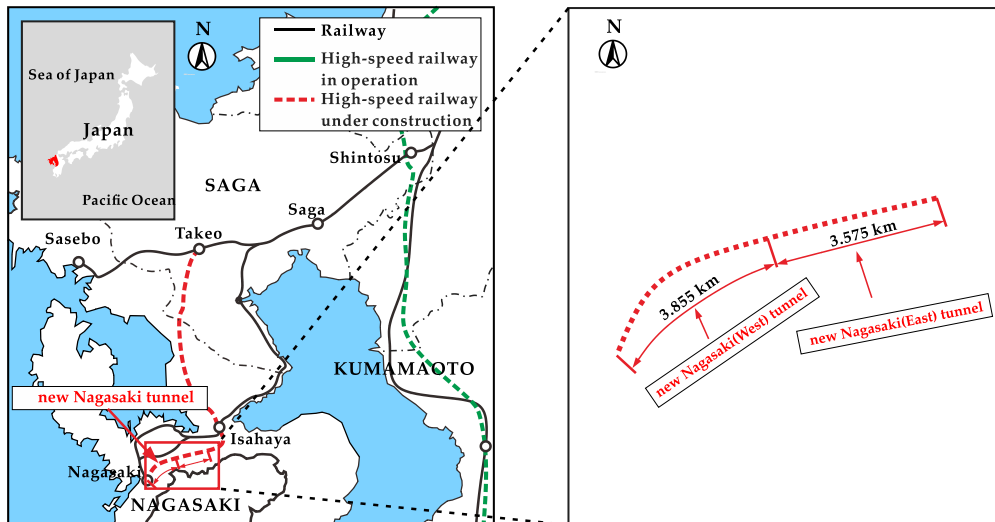 N
Railway
High-speed railway
in operation
High-speed railway
under construction
Sea of Japan
Japan
Pacific Ocean
Shintosu
SAGA
Saga
Sasebo
Takeo
KUMAMAOTO
new Nagasaki tunnel
Isahaya
Nagasaki
NAGASAKI
N
3.575 km
3.855 km
new Nagasaki(West) tunnel
new Nagasaki(East) tunnel